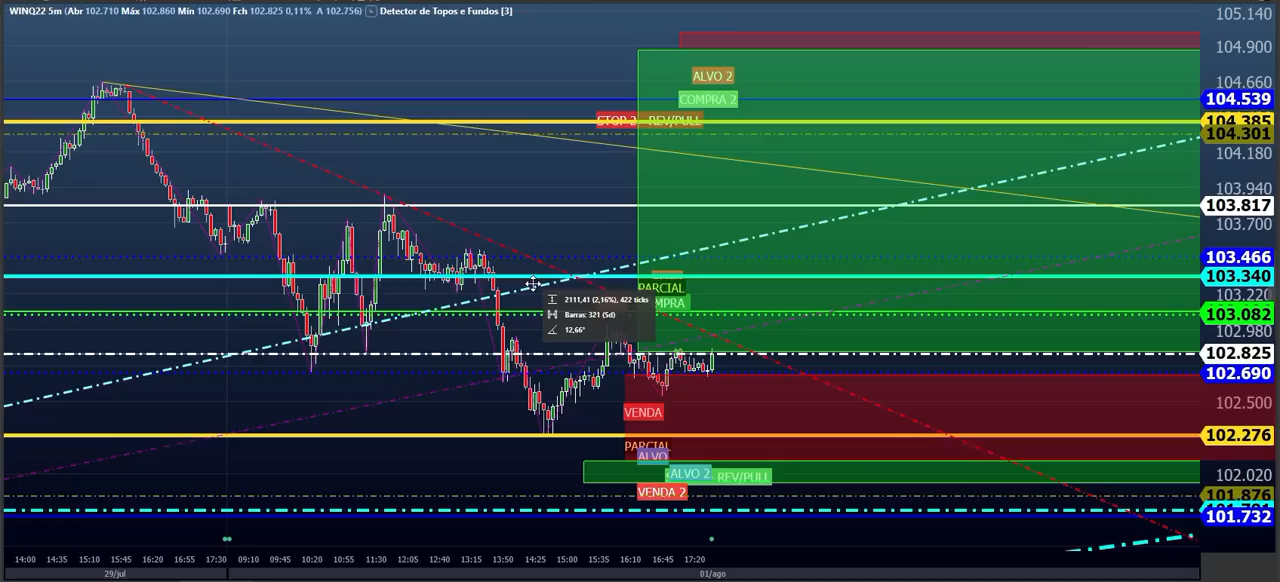 WINQ22 5m (Abr 102.710 Máx 102.860 Mín 102.690 Fch 102.825 0,11% A 102.756) Detector de Topos e Fundos [3]
105.140
104.900
ALVO 2
104.660
COMPRA 2
104.539
STOP 2 REV/PULL
104.385
104.301
104.180
103.940
103.817
103.700
103.466
103.340
PARCIAL
103.220
2111,41 (2,16%), 422 ticks
MPRA
103.082
Barras: 321 (5d)
12,66°
102.980
102.825
102.690
102.500
VENDA
102.276
PARCIAL
ALVO
102.020
ALVO 2
REV/PULL
VENDA 2
101.876
101.732
14:00 14:35 15:10 15:45 16:20 16:55 17:30 09:10 09:45 10:20 10:55 11:30 12:05 12:40 13:15 13:50 14:25 15:00 15:35 16:10 16:45 17:20
29/jul 01/ago